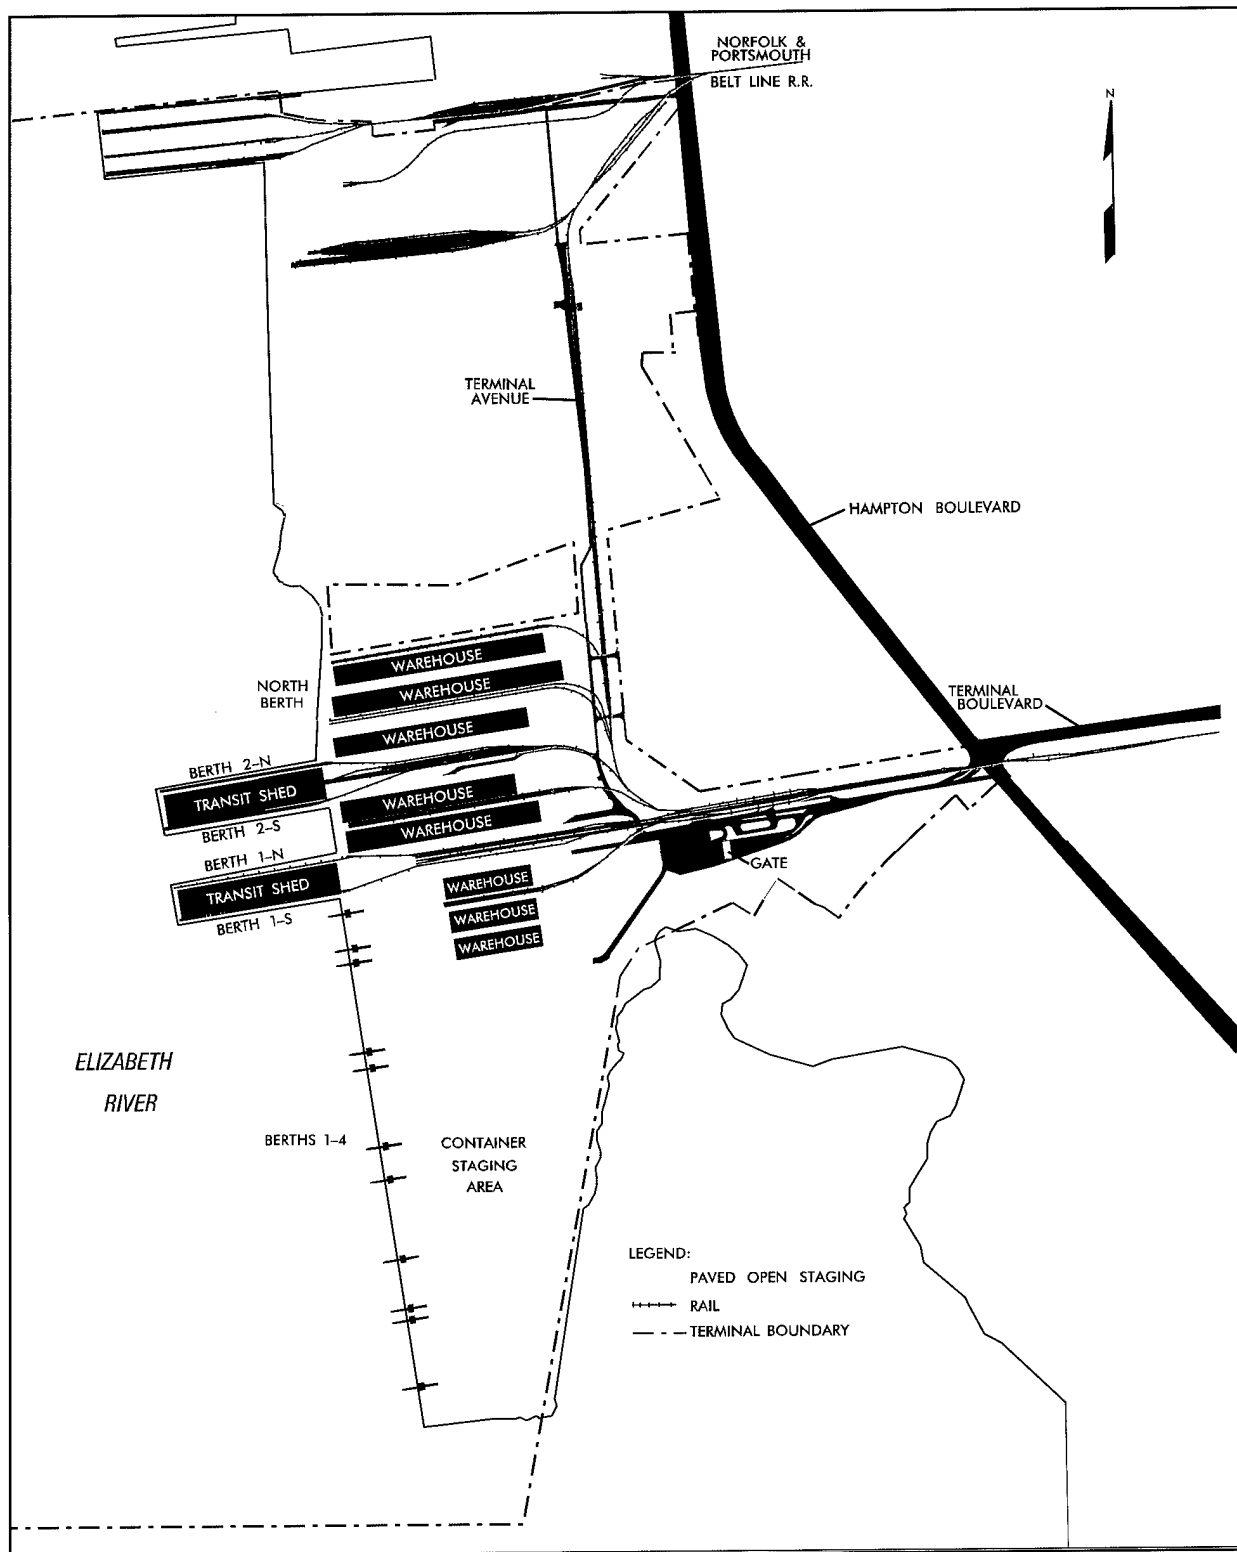 NORFOLK &
PORTSMOUTH
BELT LINE R.R.
N
TERMINAL
AVENUE
HAMPTON BOULEVARD
WAREHOUSE
WAREHOUSE
NORTH
BERTH
TERMINAL
BOULEVARD
WAREHOUSE
BERTH 2-N
TRANSIT SHED
WAREHOUSE
BERTH 2-S
WAREHOUSE
BERTH 1-N
GATE
TRANSIT SHED
WAREHOUSE
BERTH 1-S
WAREHOUSE
WAREHOUSE
ELIZABETH
RIVER
BERTHS 1-4
CONTAINER
STAGING
AREA
LEGEND:
PAVED OPEN STAGING
RAIL
TERMINAL BOUNDARY